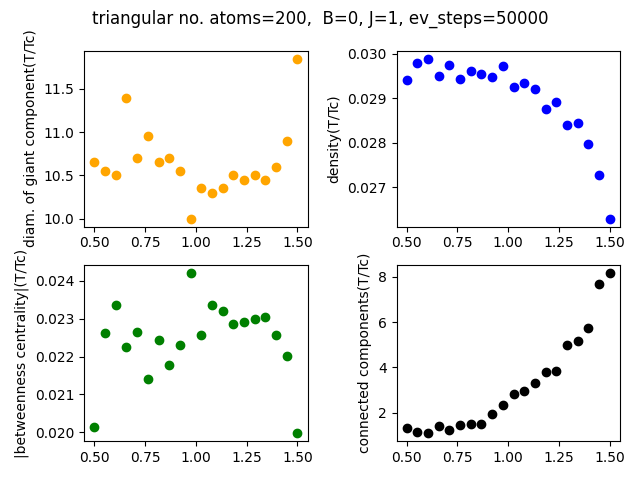 triangular no. atoms=200,  B=0, J=1, ev_steps=50000
diam. of giant component(T/Tc)
11.5
11.0
10.5
10.0
0.50 0.75 1.00 1.25 1.50
density(T/Tc)
0.030
0.029
0.028
0.027
0.50 0.75 1.00 1.25 1.50
|betweenness centrality|(T/Tc)
0.024
0.023
0.022
0.021
0.020
0.50 0.75 1.00 1.25 1.50
connected components(T/Tc)
8
6
4
2
0.50 0.75 1.00 1.25 1.50